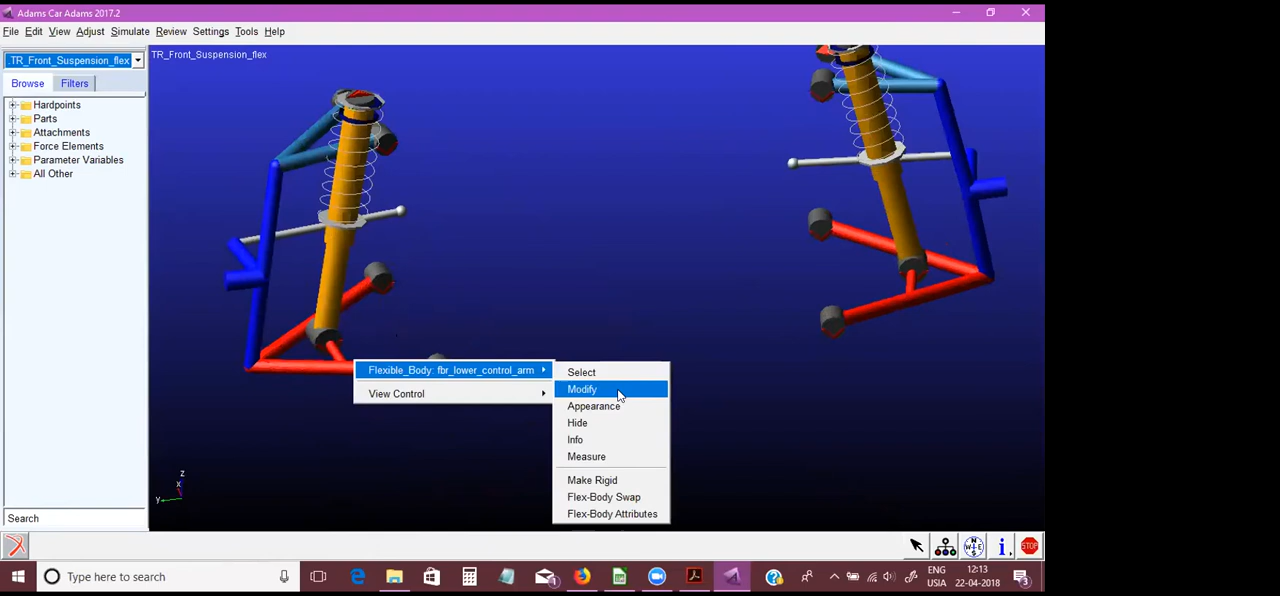 Adams Car Adams 2017.2
File Edit View Adjust Simulate Review Settings Tools Help
.TR_Front_Suspension_flex
TR_Front_Suspension_flex
Browse Filters
Hardpoints
Parts
Attachments
Force Elements
Parameter Variables
All Other
Flexible_Body: fbr_lower_control_arm
View Control
Select
Modify
Appearance
Hide
Info
Measure
Make Rigid
Flex-Body Swap
Flex-Body Attributes
z
x
y
Search
N
W E
S
i
STOP
Type here to search
1
ENG
USIA
12:13
22-04-2018
3